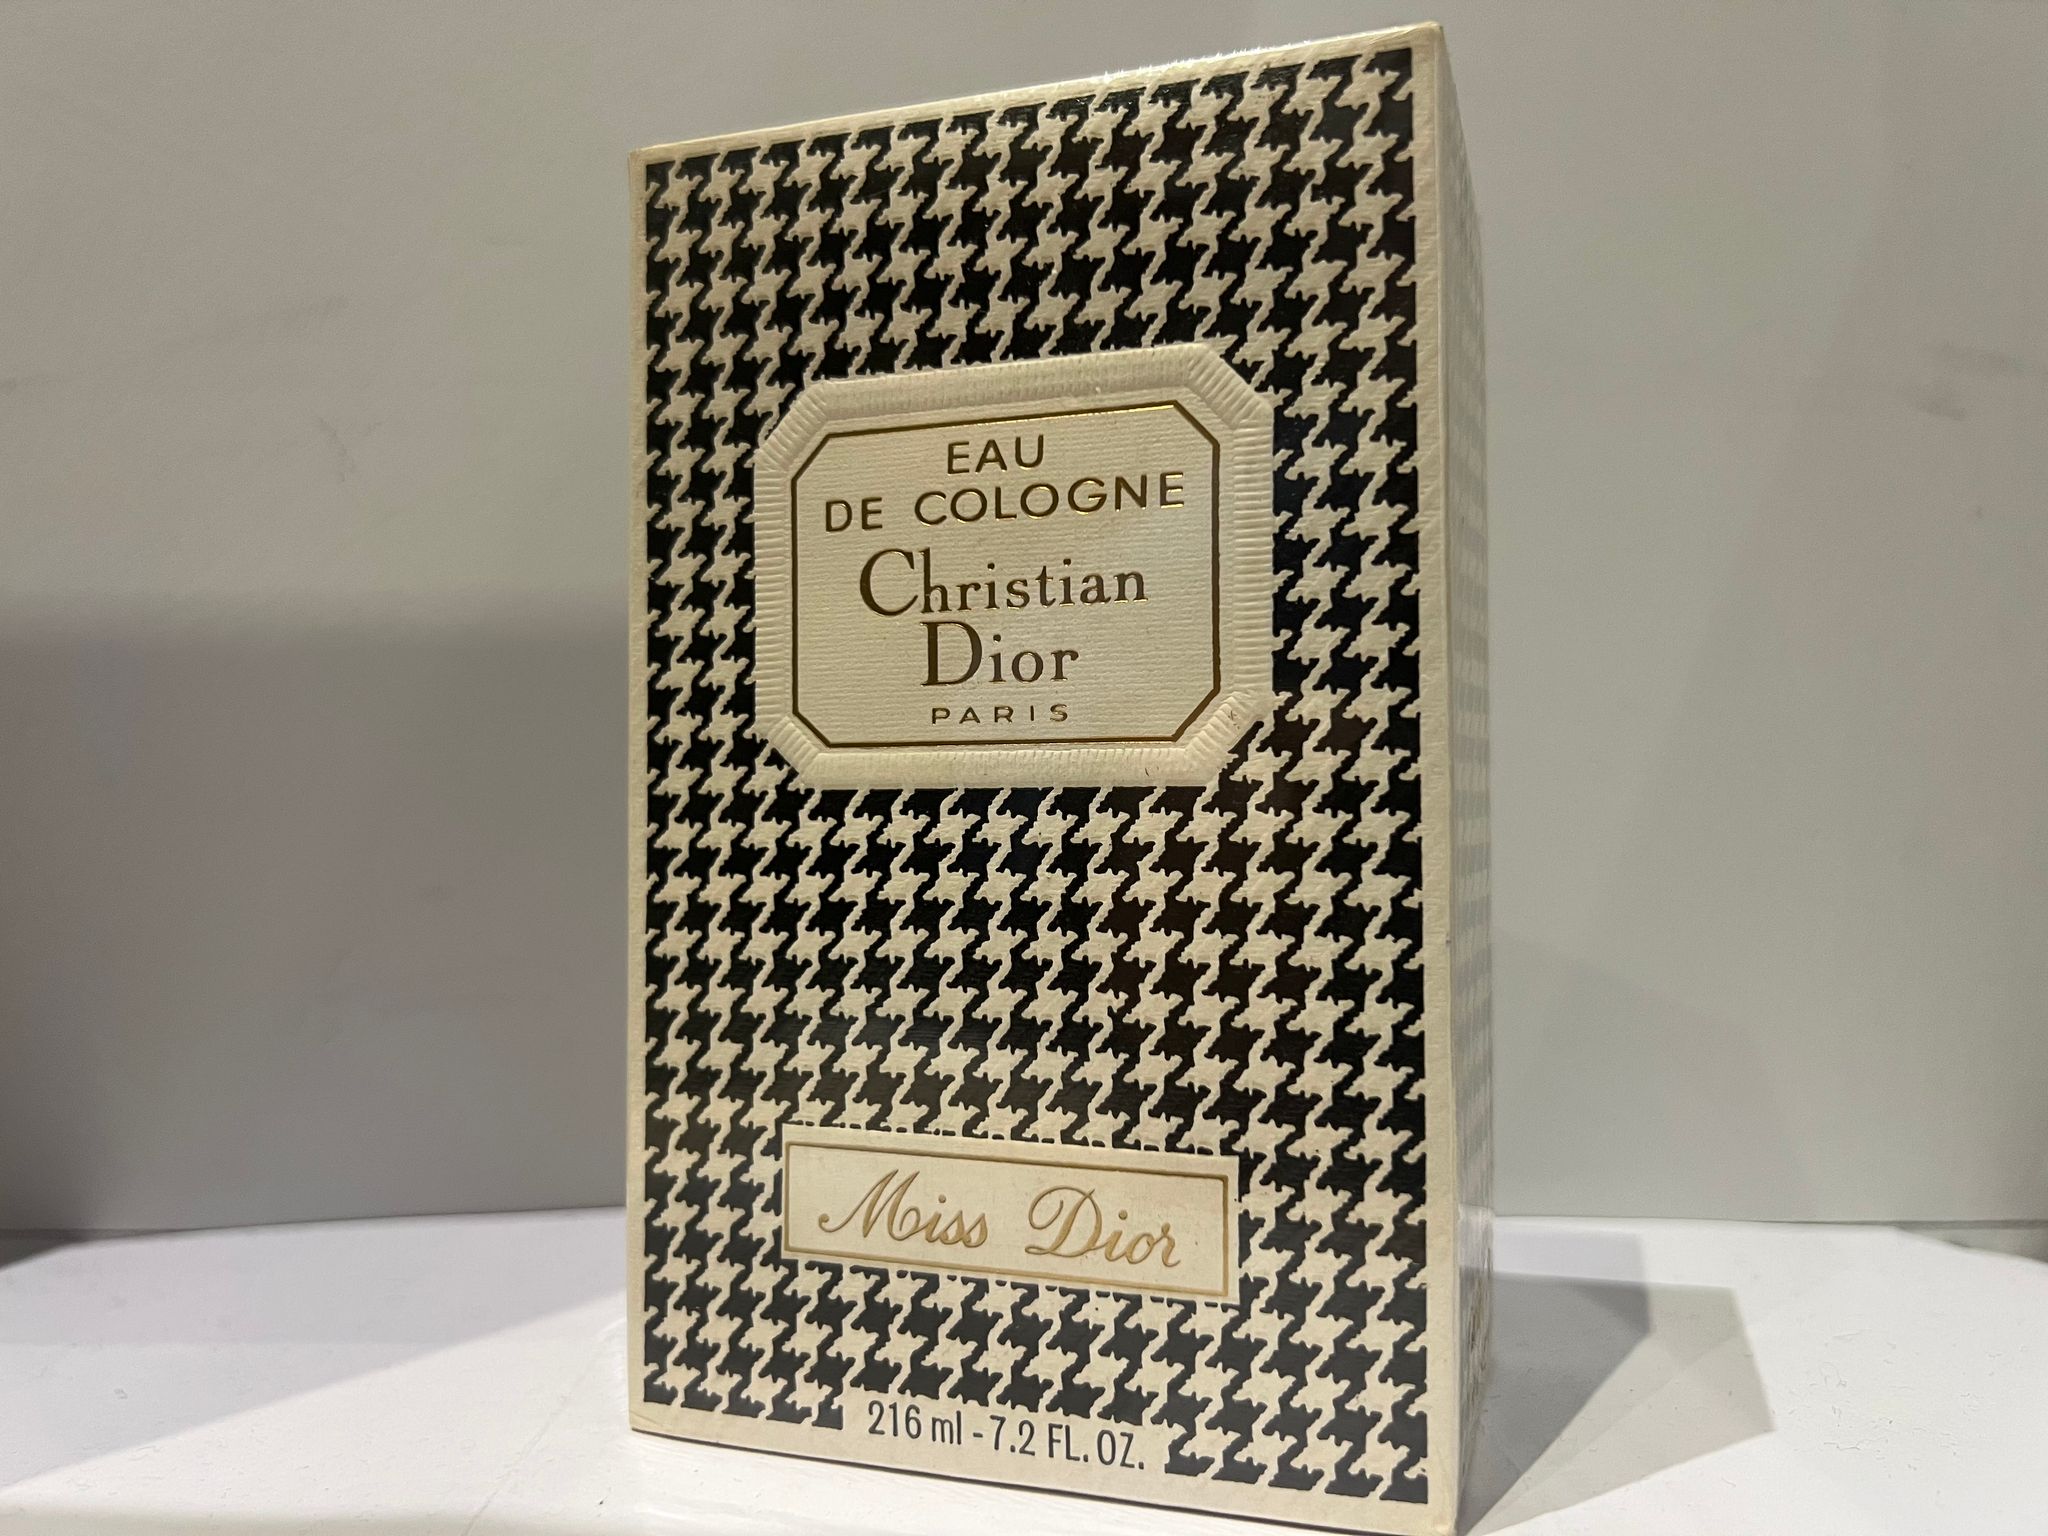 EAU
DE COLOGNE
Christian
Dior
PARIS
Miss Dior
216 ml - 7.2 FL. OZ.